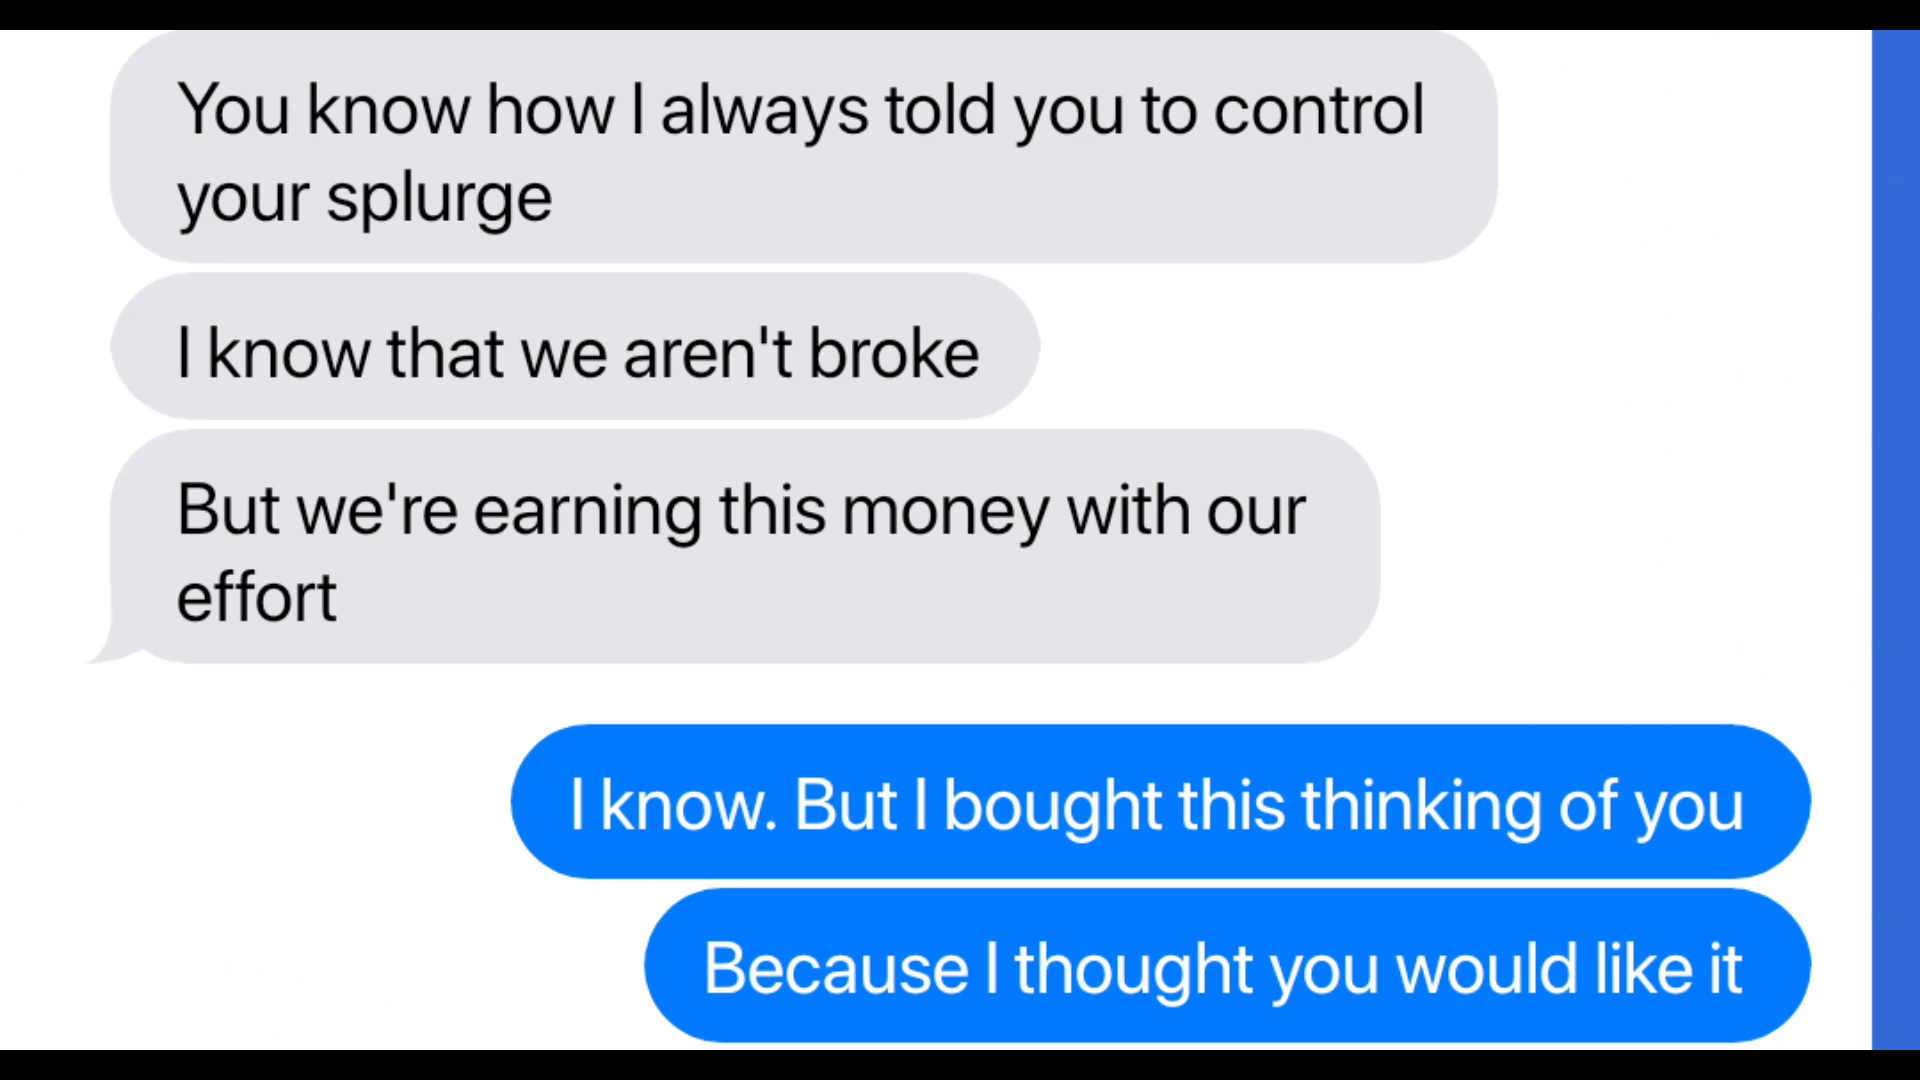 You know how I always told you to control
your splurge
I know that we aren't broke
But we're earning this money with our
effort
I know. But I bought this thinking of you
Because I thought you would like it